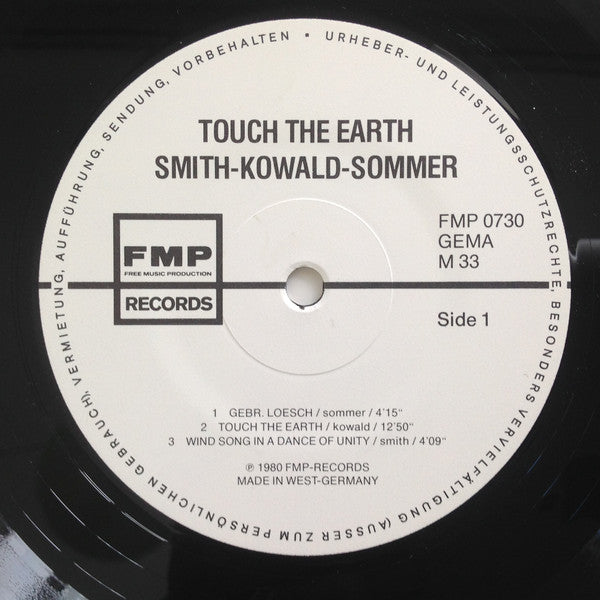 URHEBER- UND LEISTUNGSSCHUTZRECHTE, BESONDERS VERVIELFÄLTIGUNG (AUSSER ZUM PERSÖNLICHEN GEBRAUCH), VERMIETUNG, AUFFÜHRUNG, SENDUNG, VORBEHALTEN •
TOUCH THE EARTH
SMITH-KOWALD-SOMMER
FMP
FREE MUSIC PRODUCTION
RECORDS
FMP 0730
GEMA
M 33
Side 1
1 GEBR. LOESCH / sommer / 4'15"
2 TOUCH THE EARTH / kowald / 12'50"
3 WIND SONG IN A DANCE OF UNITY / smith / 4'09"
℗ 1980 FMP-RECORDS
MADE IN WEST-GERMANY